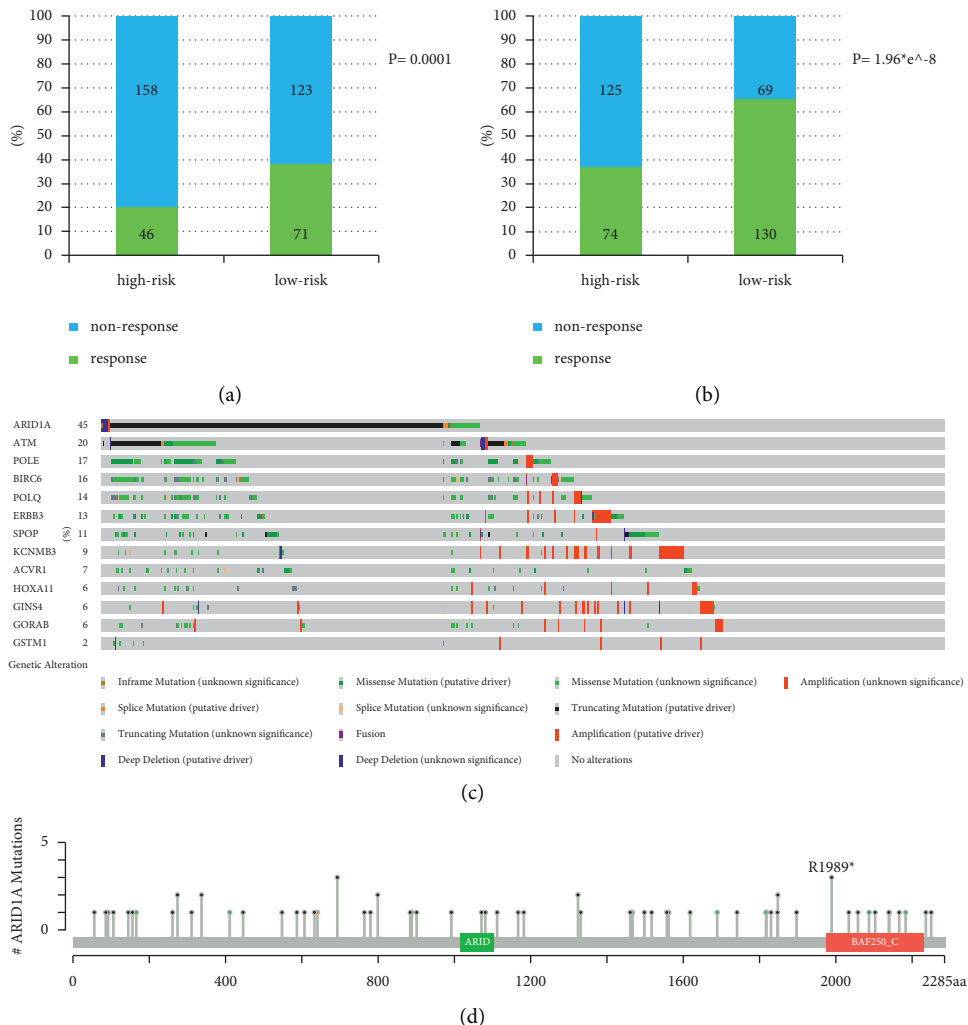 100
90
80
70
60
50
40
30
20
10
0
(%)
158
46
123
71
P= 0.0001
high-risk
low-risk
non-response
response
(a)
100
90
80
70
60
50
40
30
20
10
0
(%)
125
74
69
130
P= 1.96*e^-8
high-risk
low-risk
non-response
response
(b)
ARID1A 45
ATM 20
POLE 17
BIRC6 16
POLQ 14
ERBB3 13
SPOP (%) 11
KCNMB3 9
ACVR1 7
HOXA11 6
GINS4 6
GORAB 6
GSTM1 2
Genetic Alteration
Inframe Mutation (unknown significance) Missense Mutation (putative driver) Missense Mutation (unknown significance) Amplification (unknown significance)
Splice Mutation (putative driver) Splice Mutation (unknown significance) Truncating Mutation (putative driver)
Truncating Mutation (unknown significance) Fusion Amplification (putative driver)
Deep Deletion (putative driver) Deep Deletion (unknown significance) No alterations
(c)
# ARID1A Mutations
5
0
R1989*
ARID
BAF250_C
0 400 800 1200 1600 2000 2285aa
(d)